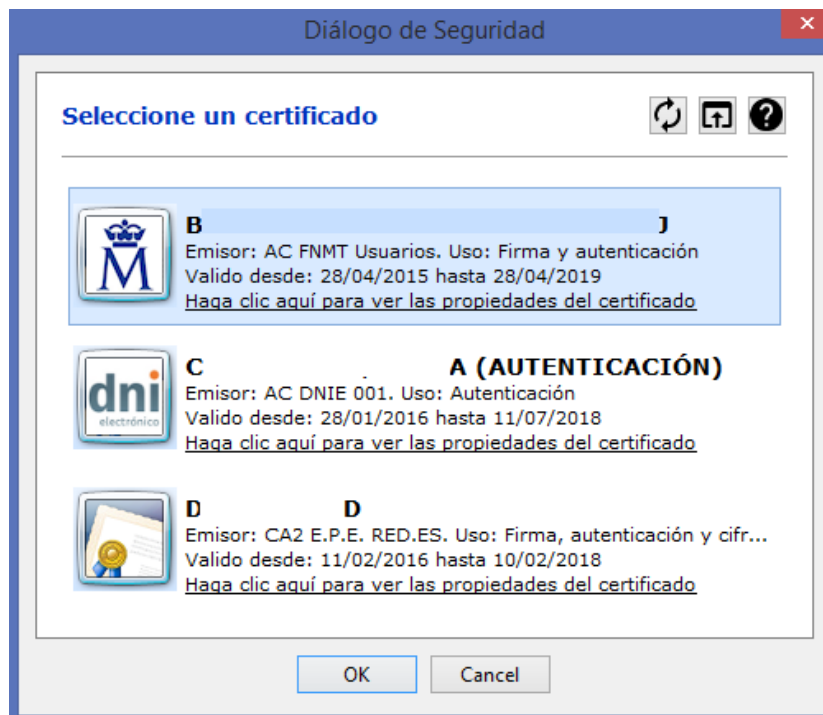 Diálogo de Seguridad
Seleccione un certificado
B J
Emisor: AC FNMT Usuarios. Uso: Firma y autenticación
Valido desde: 28/04/2015 hasta 28/04/2019
Haga clic aquí para ver las propiedades del certificado
dni
electrónico
C A (AUTENTICACIÓN)
Emisor: AC DNIE 001. Uso: Autenticación
Valido desde: 28/01/2016 hasta 11/07/2018
Haga clic aquí para ver las propiedades del certificado
D D
Emisor: CA2 E.P.E. RED.ES. Uso: Firma, autenticación y cifr...
Valido desde: 11/02/2016 hasta 10/02/2018
Haga clic aquí para ver las propiedades del certificado
OK Cancel